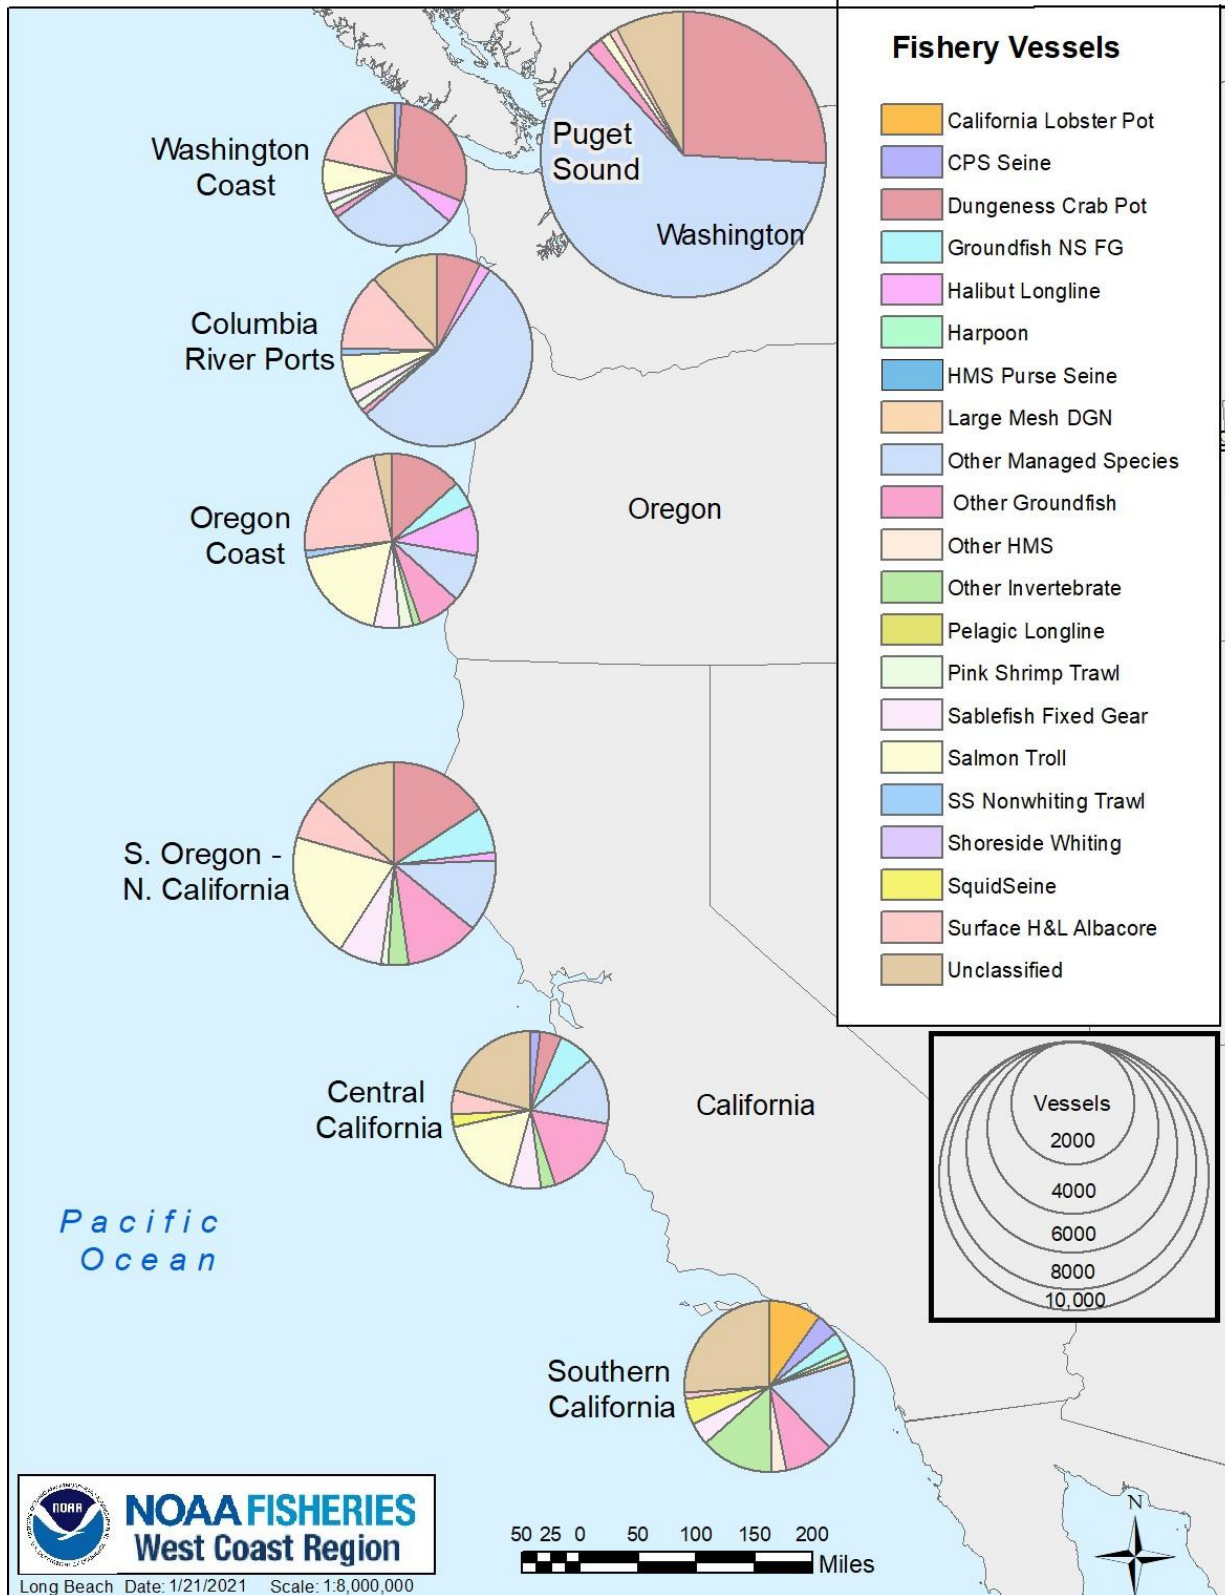 Fishery Vessels
California Lobster Pot
CPS Seine
Dungeness Crab Pot
Groundfish NS FG
Halibut Longline
Harpoon
HMS Purse Seine
Large Mesh DGN
Other Managed Species
Other Groundfish
Other HMS
Other Invertebrate
Pelagic Longline
Pink Shrimp Trawl
Sablefish Fixed Gear
Salmon Troll
SS Nonwhiting Trawl
Shoreside Whiting
SquidSeine
Surface H&L Albacore
Unclassified
Puget
Sound
Washington
Washington
Coast
Columbia
River Ports
Oregon
Coast
Oregon
S. Oregon -
N. California
Central
California
California
Vessels
2000
4000
6000
8000
10,000
Pacific
Ocean
Southern
California
NOAA
NOAA FISHERIES
West Coast Region
Long Beach Date: 1/21/2021 Scale: 1:8,000,000
50 25 0 50 100 150 200
Miles
N